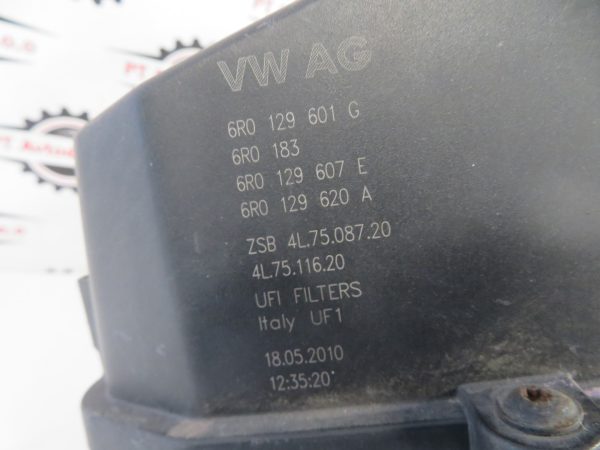 VW AG
6R0 129 601 G
6R0 183
6R0 129 607 E
6R0 129 620 A
ZSB 4L.75.087.20
4L.75.116.20
UFI FILTERS
Italy UF1
18.05.2010
12:35:20